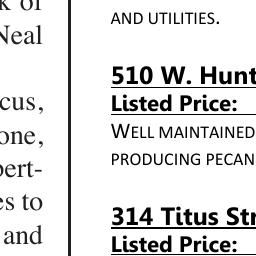 k of
Neal
cus,
one,
pert-
es to
and
AND UTILITIES.
510 W. Hunt
Listed Price:
WELL MAINTAINED
PRODUCING PECAN
314 Titus Str
Listed Price: